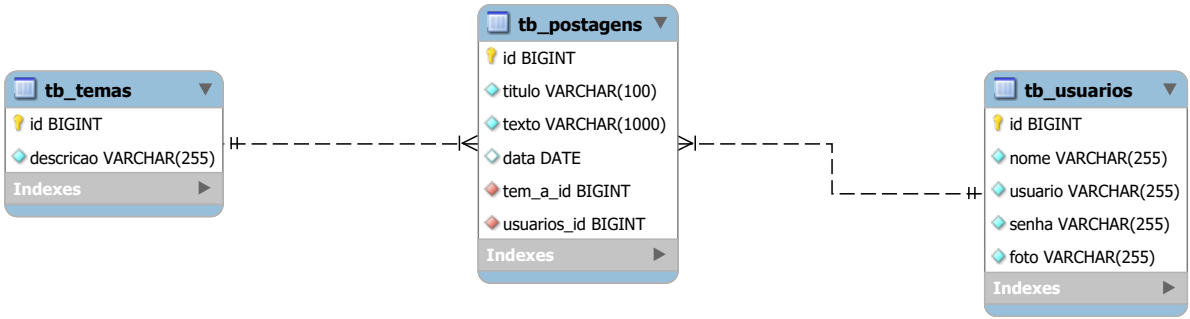 tb_temas
id BIGINT
descricao VARCHAR(255)
Indexes
tb_postagens
id BIGINT
titulo VARCHAR(100)
texto VARCHAR(1000)
data DATE
tem_a_id BIGINT
usuarios_id BIGINT
Indexes
tb_usuarios
id BIGINT
nome VARCHAR(255)
usuario VARCHAR(255)
senha VARCHAR(255)
foto VARCHAR(255)
Indexes